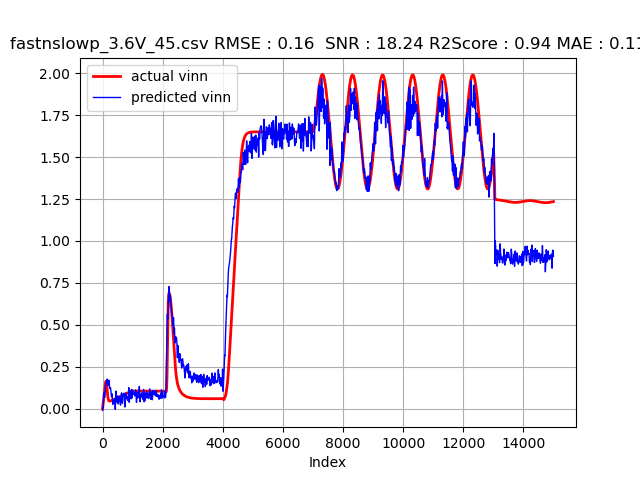 fastnslowp_3.6V_45.csv RMSE : 0.16 SNR : 18.24 R2Score : 0.94 MAE : 0.11
actual vinn
predicted vinn
2.00
1.75
1.50
1.25
1.00
0.75
0.50
0.25
0.00
0 2000 4000 6000 8000 10000 12000 14000
Index